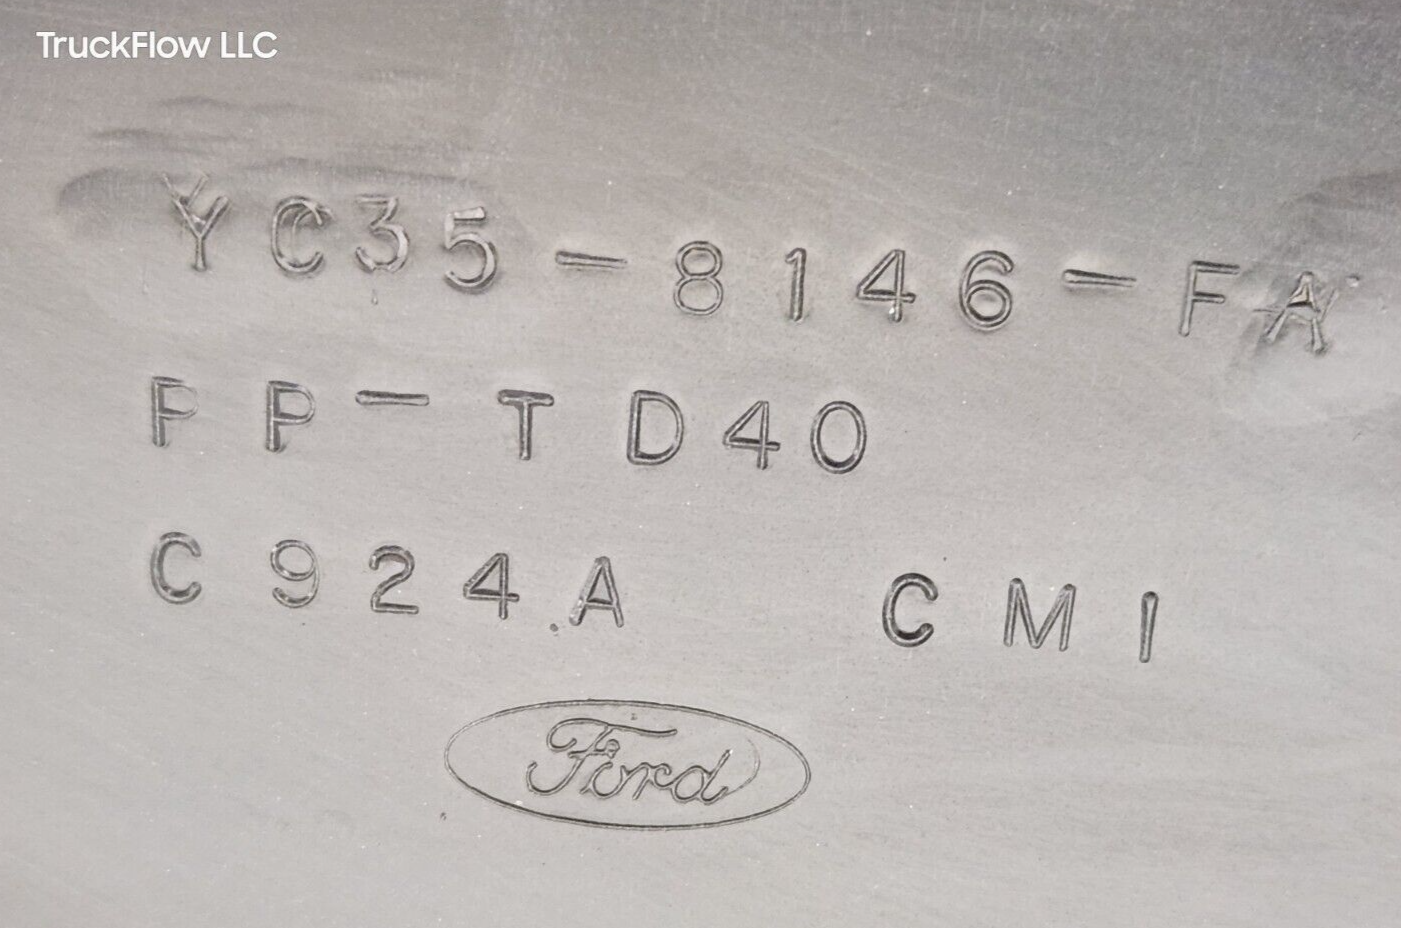 TruckFlow LLC
YC35-8146-FA
PP-TD40
C924A CMI
Ford